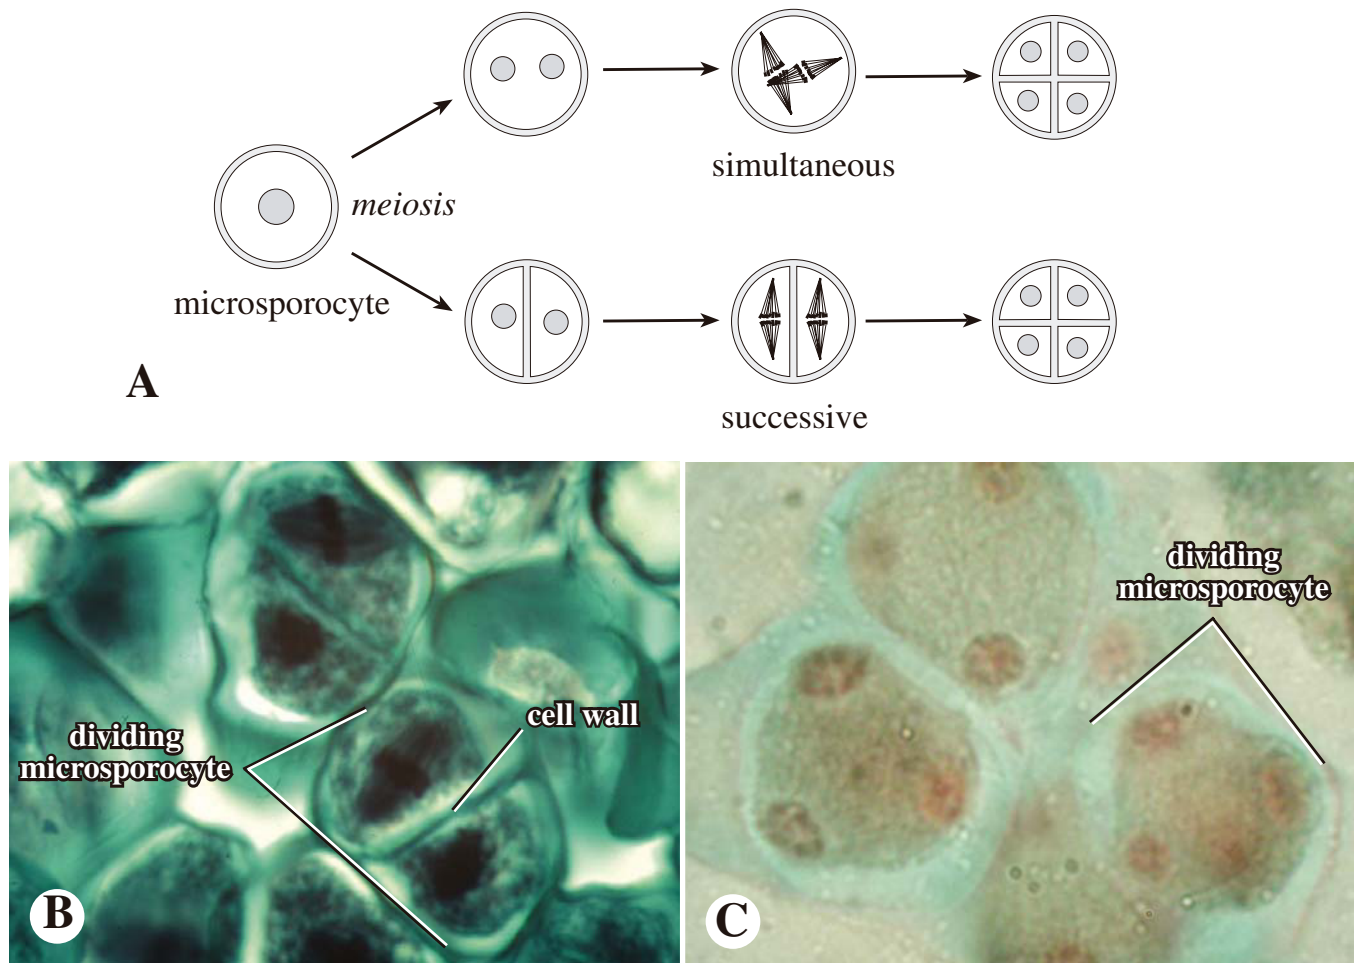 simultaneous
meiosis
microsporocyte
A
successive
dividing
microsporocyte
cell wall
B
dividing
microsporocyte
C